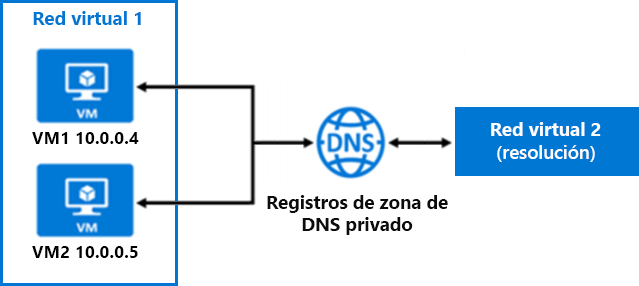 Red virtual 1
VM
VM1 10.0.0.4
VM
VM2 10.0.0.5
DNS
Registros de zona de
DNS privado
Red virtual 2
(resolución)